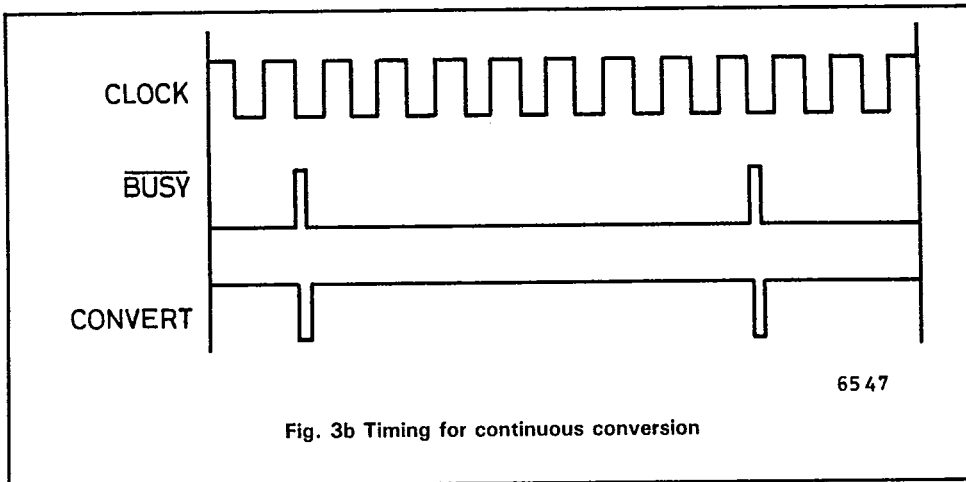 CLOCK
BUSY
CONVERT
6547
Fig. 3b Timing for continuous conversion